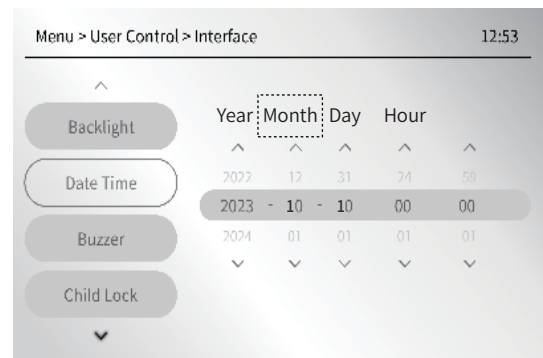 Menu > User Control > Interface 12:53
Backlight
Date Time
Buzzer
Child Lock
Year Month Day Hour
2022 12 31 24 59
2023 - 10 - 10 00 00
2024 01 01 01 01